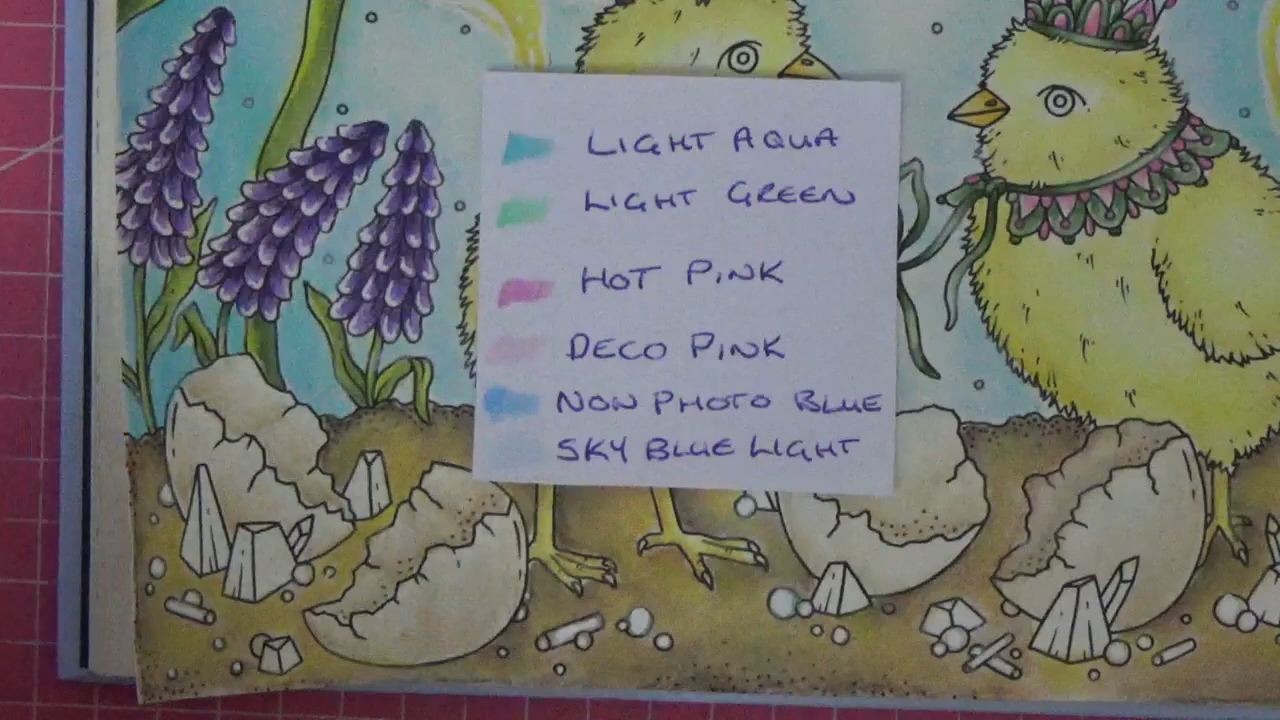 LIGHT AQUA
LIGHT GREEN
HOT PINK
DECO PINK
NON PHOTO BLUE
SKY BLUE LIGHT